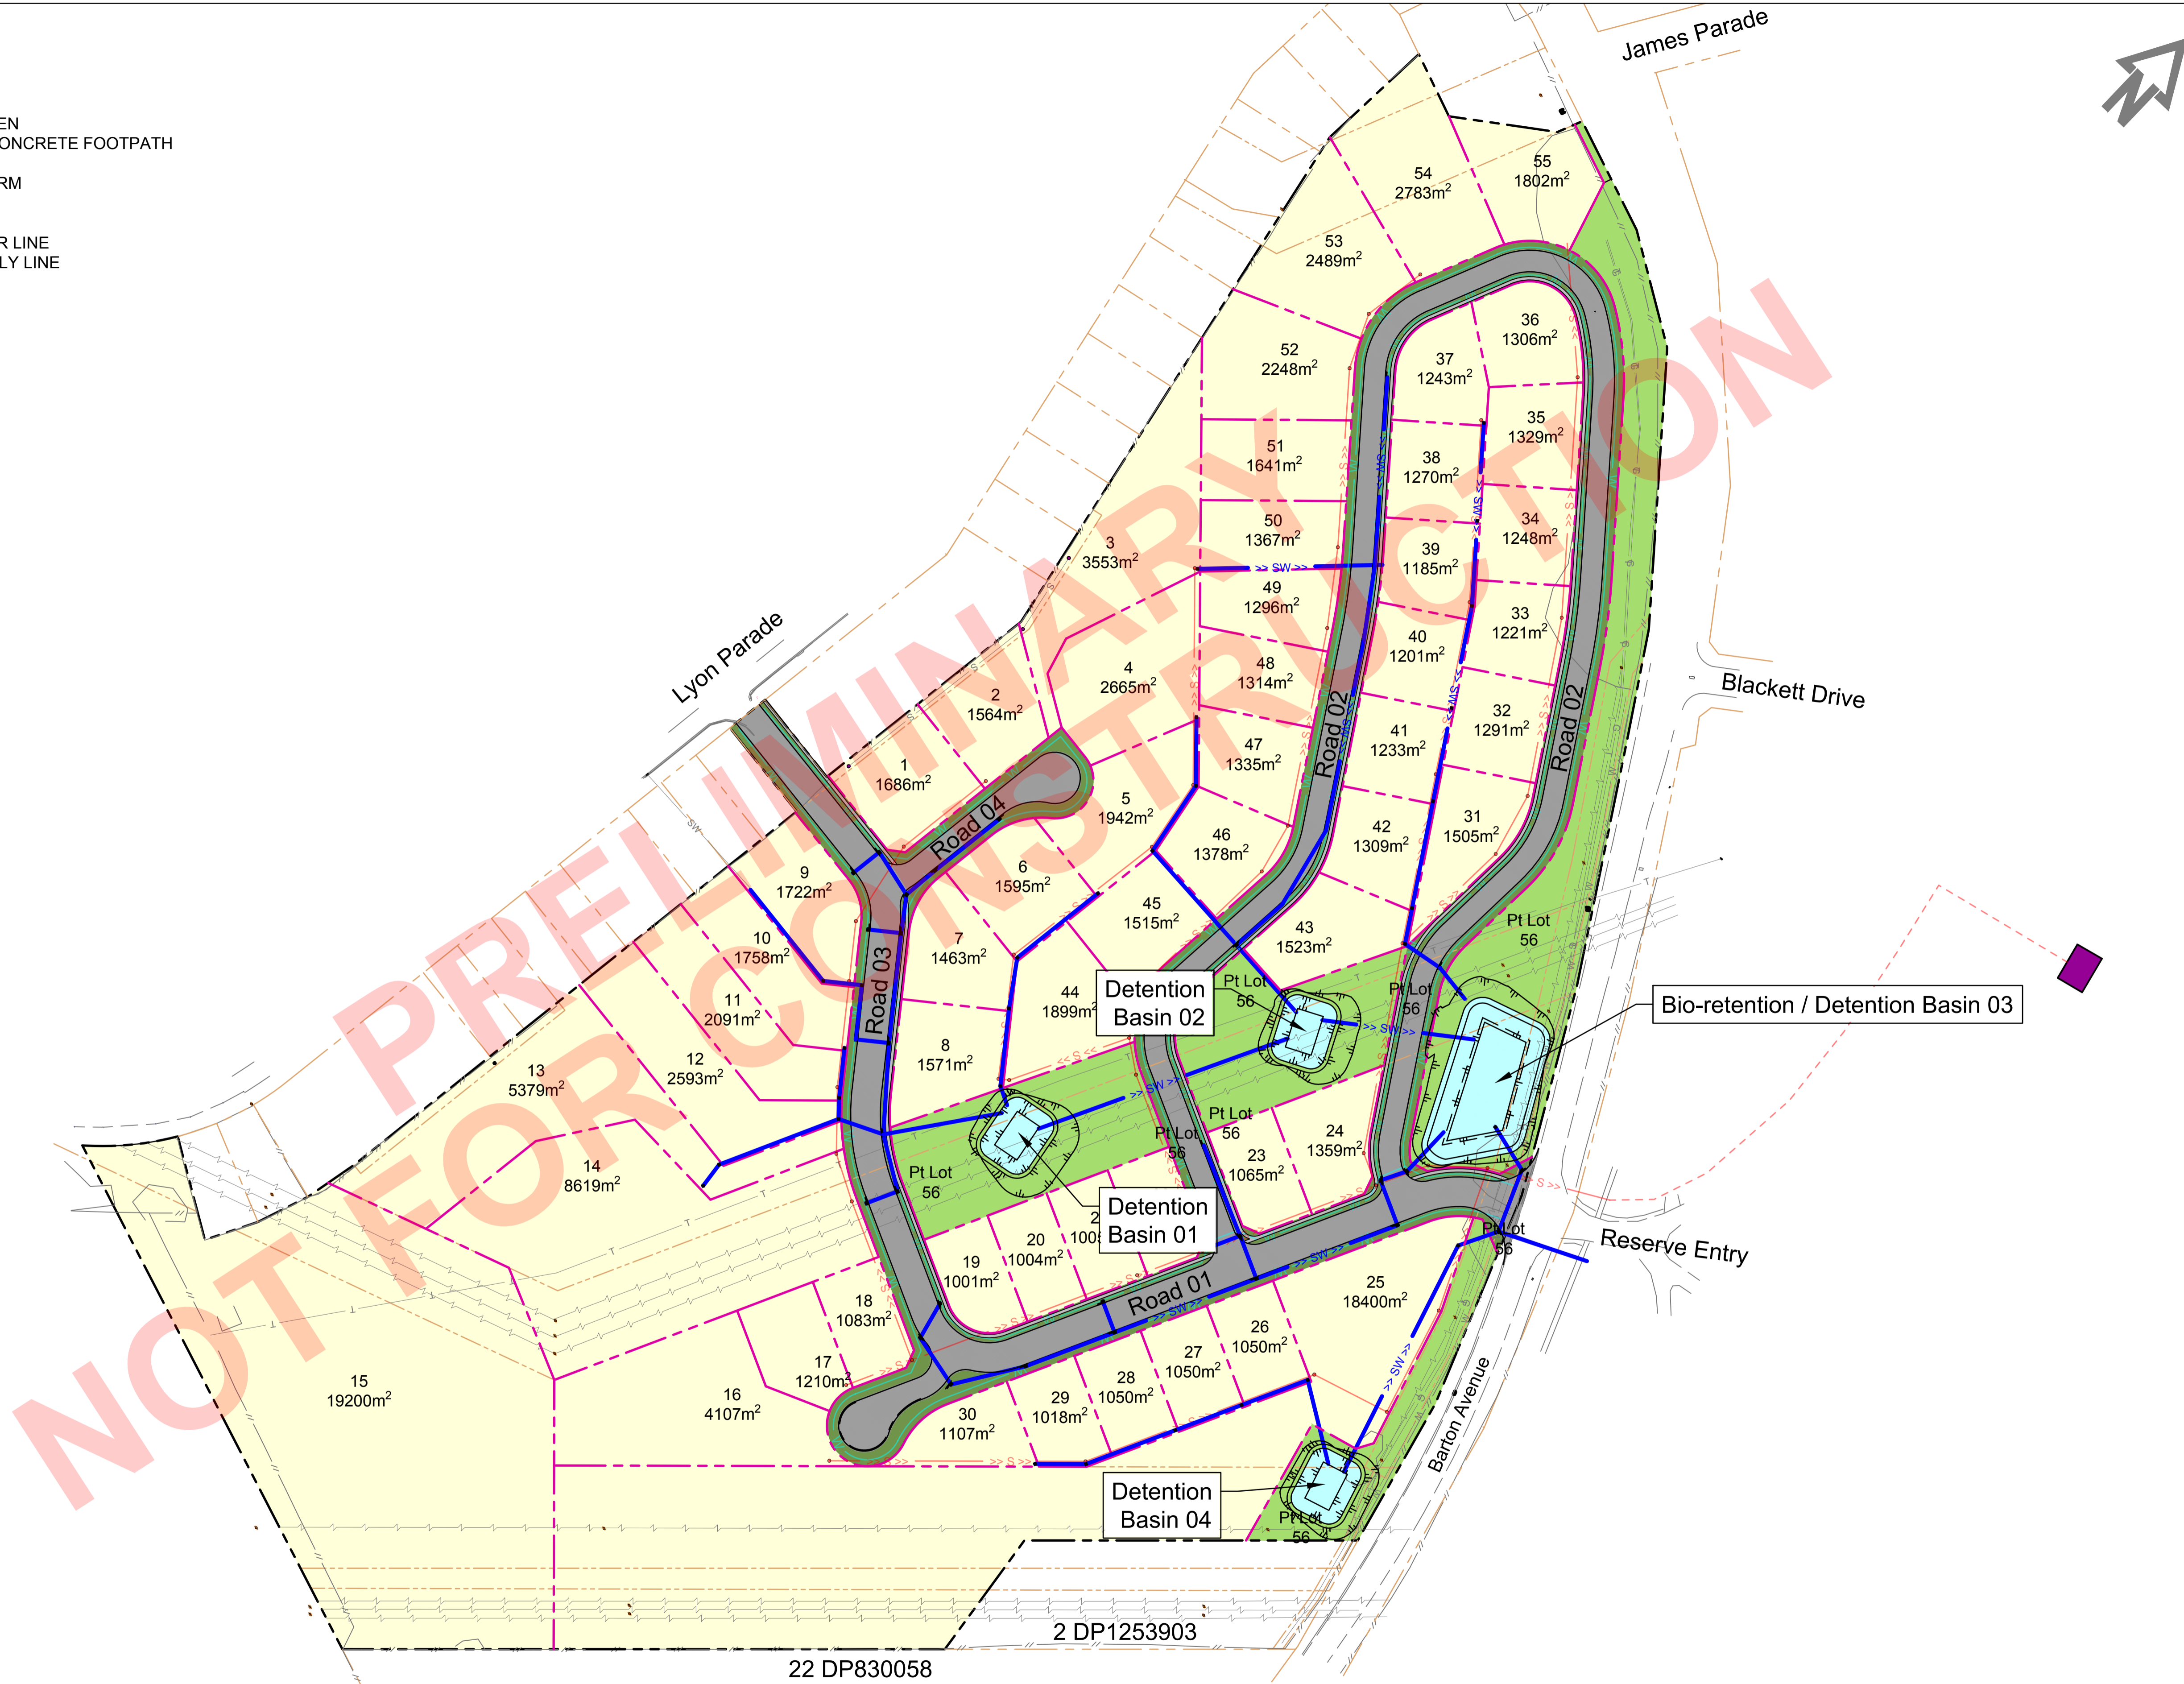 James Parade
EN
ONCRETE FOOTPATH
RM
R LINE
LY LINE
N
55
1802m²
54
2783m²
53
2489m²
52
2248m²
36
1306m²
37
1243m²
35
1329m²
51
1641m²
38
1270m²
50
1367m²
34
1248m²
3
3553m²
39
1185m²
49
1296m²
33
1221m²
40
1201m²
48
1314m²
4
2665m²
Lyon Parade
2
1564m²
Blackett Drive
32
1291m²
Road 02
Road 02
41
1233m²
47
1335m²
1
1686m²
5
1942m²
31
1505m²
42
1309m²
46
1378m²
Road 04
6
1595m²
9
1722m²
45
1515m²
43
1523m²
Pt Lot
56
7
1463m²
10
1758m²
Road 03
44
1899m²
Detention
Basin 02
Pt Lot
56
Pt Lot
56
Bio-retention / Detention Basin 03
11
2091m²
8
1571m²
12
2593m²
13
5379m²
Pt Lot
56
Pt Lot
56
23
1065m²
24
1359m²
14
8619m²
Pt Lot
56
Detention
Basin 01
20
1004m²
19
1001m²
Pt Lot
56
Reserve Entry
25
18400m²
Road 01
18
1083m²
26
1050m²
27
1050m²
17
1210m²
28
1050m²
29
1018m²
30
1107m²
16
4107m²
15
19200m²
Barton Avenue
Detention
Basin 04
Pt Lot
56
2 DP1253903
22 DP830058
PRELIMINARY
NOT FOR CONSTRUCTION